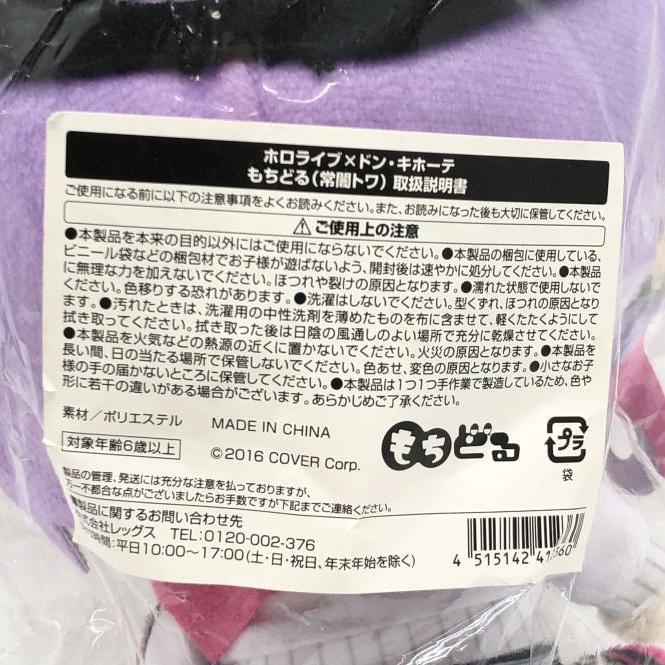 ホロライブ×ドン・キホーテ
もちどる(常闇トワ) 取扱説明書
ご使用になる前に以下の注意事項をよくお読みください。また、お読みになった後も大切に保管してください。
⚠ご使用上の注意
●本製品を本来の目的以外にはご使用にならないでください。●本製品の梱包に使用している、
ビニール袋などの梱包材でお子様が遊ばないよう、開封後は速やかに処分してください。●本製品
に無理な力を加えないでください。ほつれや裂けの原因となります。●濡れた状態で使用しないで
ください。色移りする恐れがあります。●洗濯はしないでください。型くずれ、ほつれの原因となり
ます。●汚れたときは、洗濯用の中性洗剤を薄めたものを布に含ませて、軽くたたくようにして
拭き取ってください。拭き取った後は日陰の風通しのよい場所で充分に乾燥させてください。
●本製品を火気などの熱源の近くに置かないでください。火災の原因となります。●本製品を
長い間、日の当たる場所で保管しないでください。色あせ、変色の原因となります。●小さなお子
様の手の届かないところに保管してください。●本製品は1つ1つ手作業で製造しているため、色や
形に若干の違いがある場合がございます。あらかじめご了承ください。
素材/ポリエステル MADE IN CHINA
対象年齢6歳以上 ©2016 COVER Corp.
もちどる
プラ
袋
製品の管理、発送には充分な注意を払っておりますが、
万一不都合な点がございましたらお手数ですが下記までご連絡ください。
製品に関するお問い合わせ先
株式会社レッグス TEL:0120-002-376
時間:平日10:00~17:00(土・日・祝日、年末年始を除く)
4 515142 41